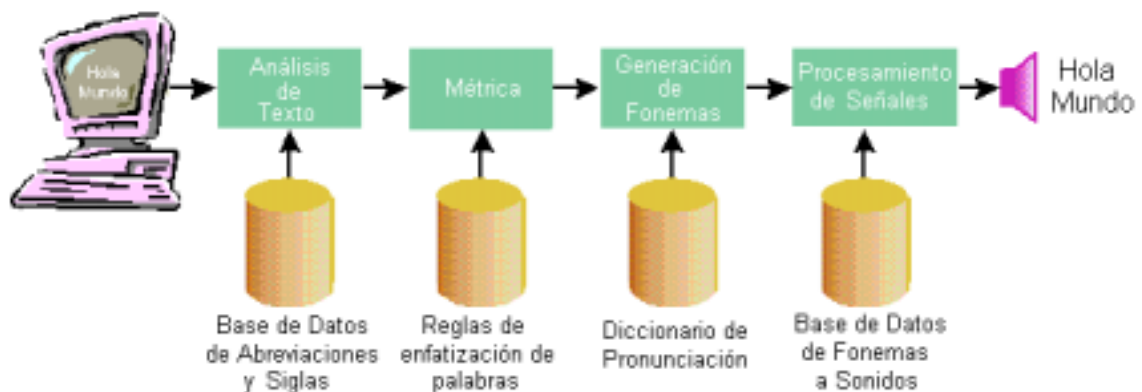 Hola
Mundo
Análisis
de
Texto
Métrica
Generación
de
Fonemas
Procesamiento
de Señales
Hola
Mundo
Base de Datos
de Abreviaciones
y Siglas
Reglas de
enfatización de
palabras
Diccionario de
Pronunciación
Base de Datos
de Fonemas
a Sonidos